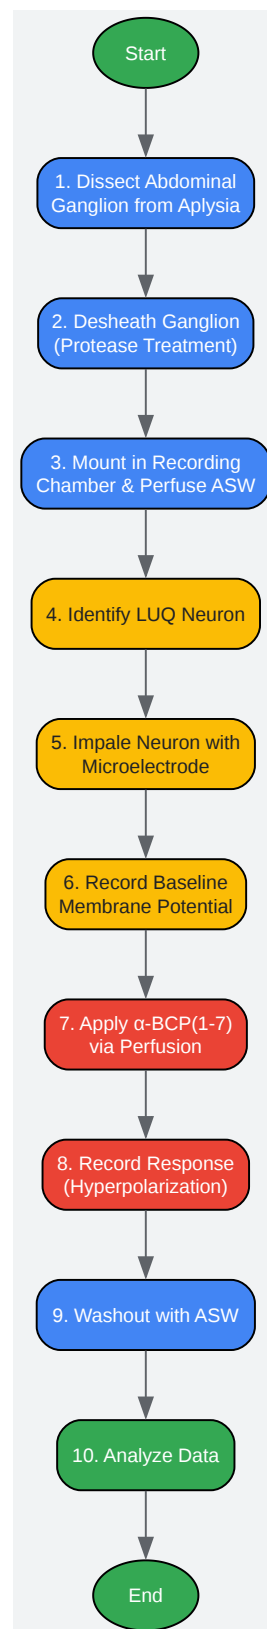 Start
1. Dissect Abdominal
Ganglion from Aplysia
2. Desheath Ganglion
(Protease Treatment)
3. Mount in Recording
Chamber & Perfuse ASW
4. Identify LUQ Neuron
5. Impale Neuron with
Microelectrode
6. Record Baseline
Membrane Potential
7. Apply α-BCP(1-7)
via Perfusion
8. Record Response
(Hyperpolarization)
9. Washout with ASW
10. Analyze Data
End